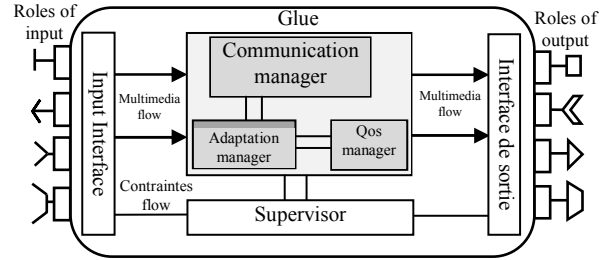 Roles of
input
Glue
Roles of
output
Input Interface
Communication
manager
Multimedia
flow
Adaptation
manager
Qos
manager
Multimedia
flow
Interface de sortie
Contraintes
flow
Supervisor